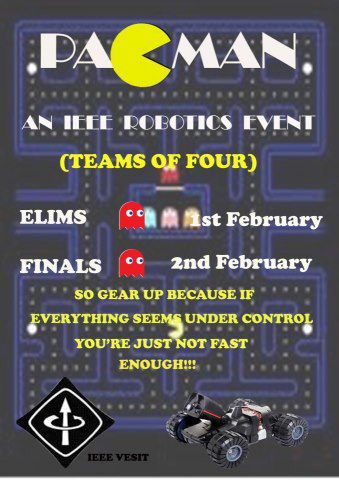 PACMAN
AN IEEE ROBOTICS EVENT
(TEAMS OF FOUR)
ELIMS 1st February
FINALS 2nd February
SO GEAR UP BECAUSE IF
EVERYTHING SEEMS UNDER CONTROL
YOU'RE JUST NOT FAST
ENOUGH!!!
IEEE VESIT